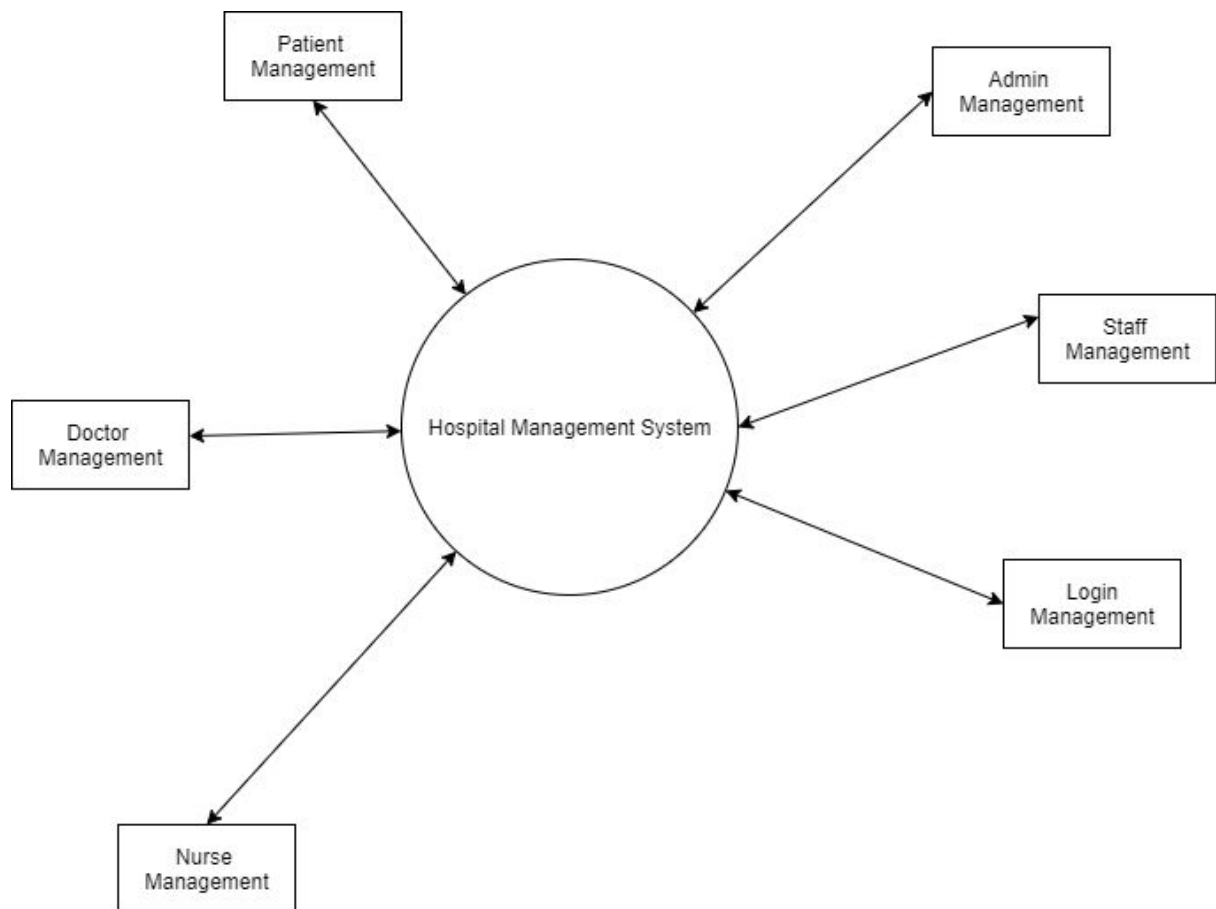 Patient
Management
Admin
Management
Staff
Management
Hospital Management System
Doctor
Management
Login
Management
Nurse
Management